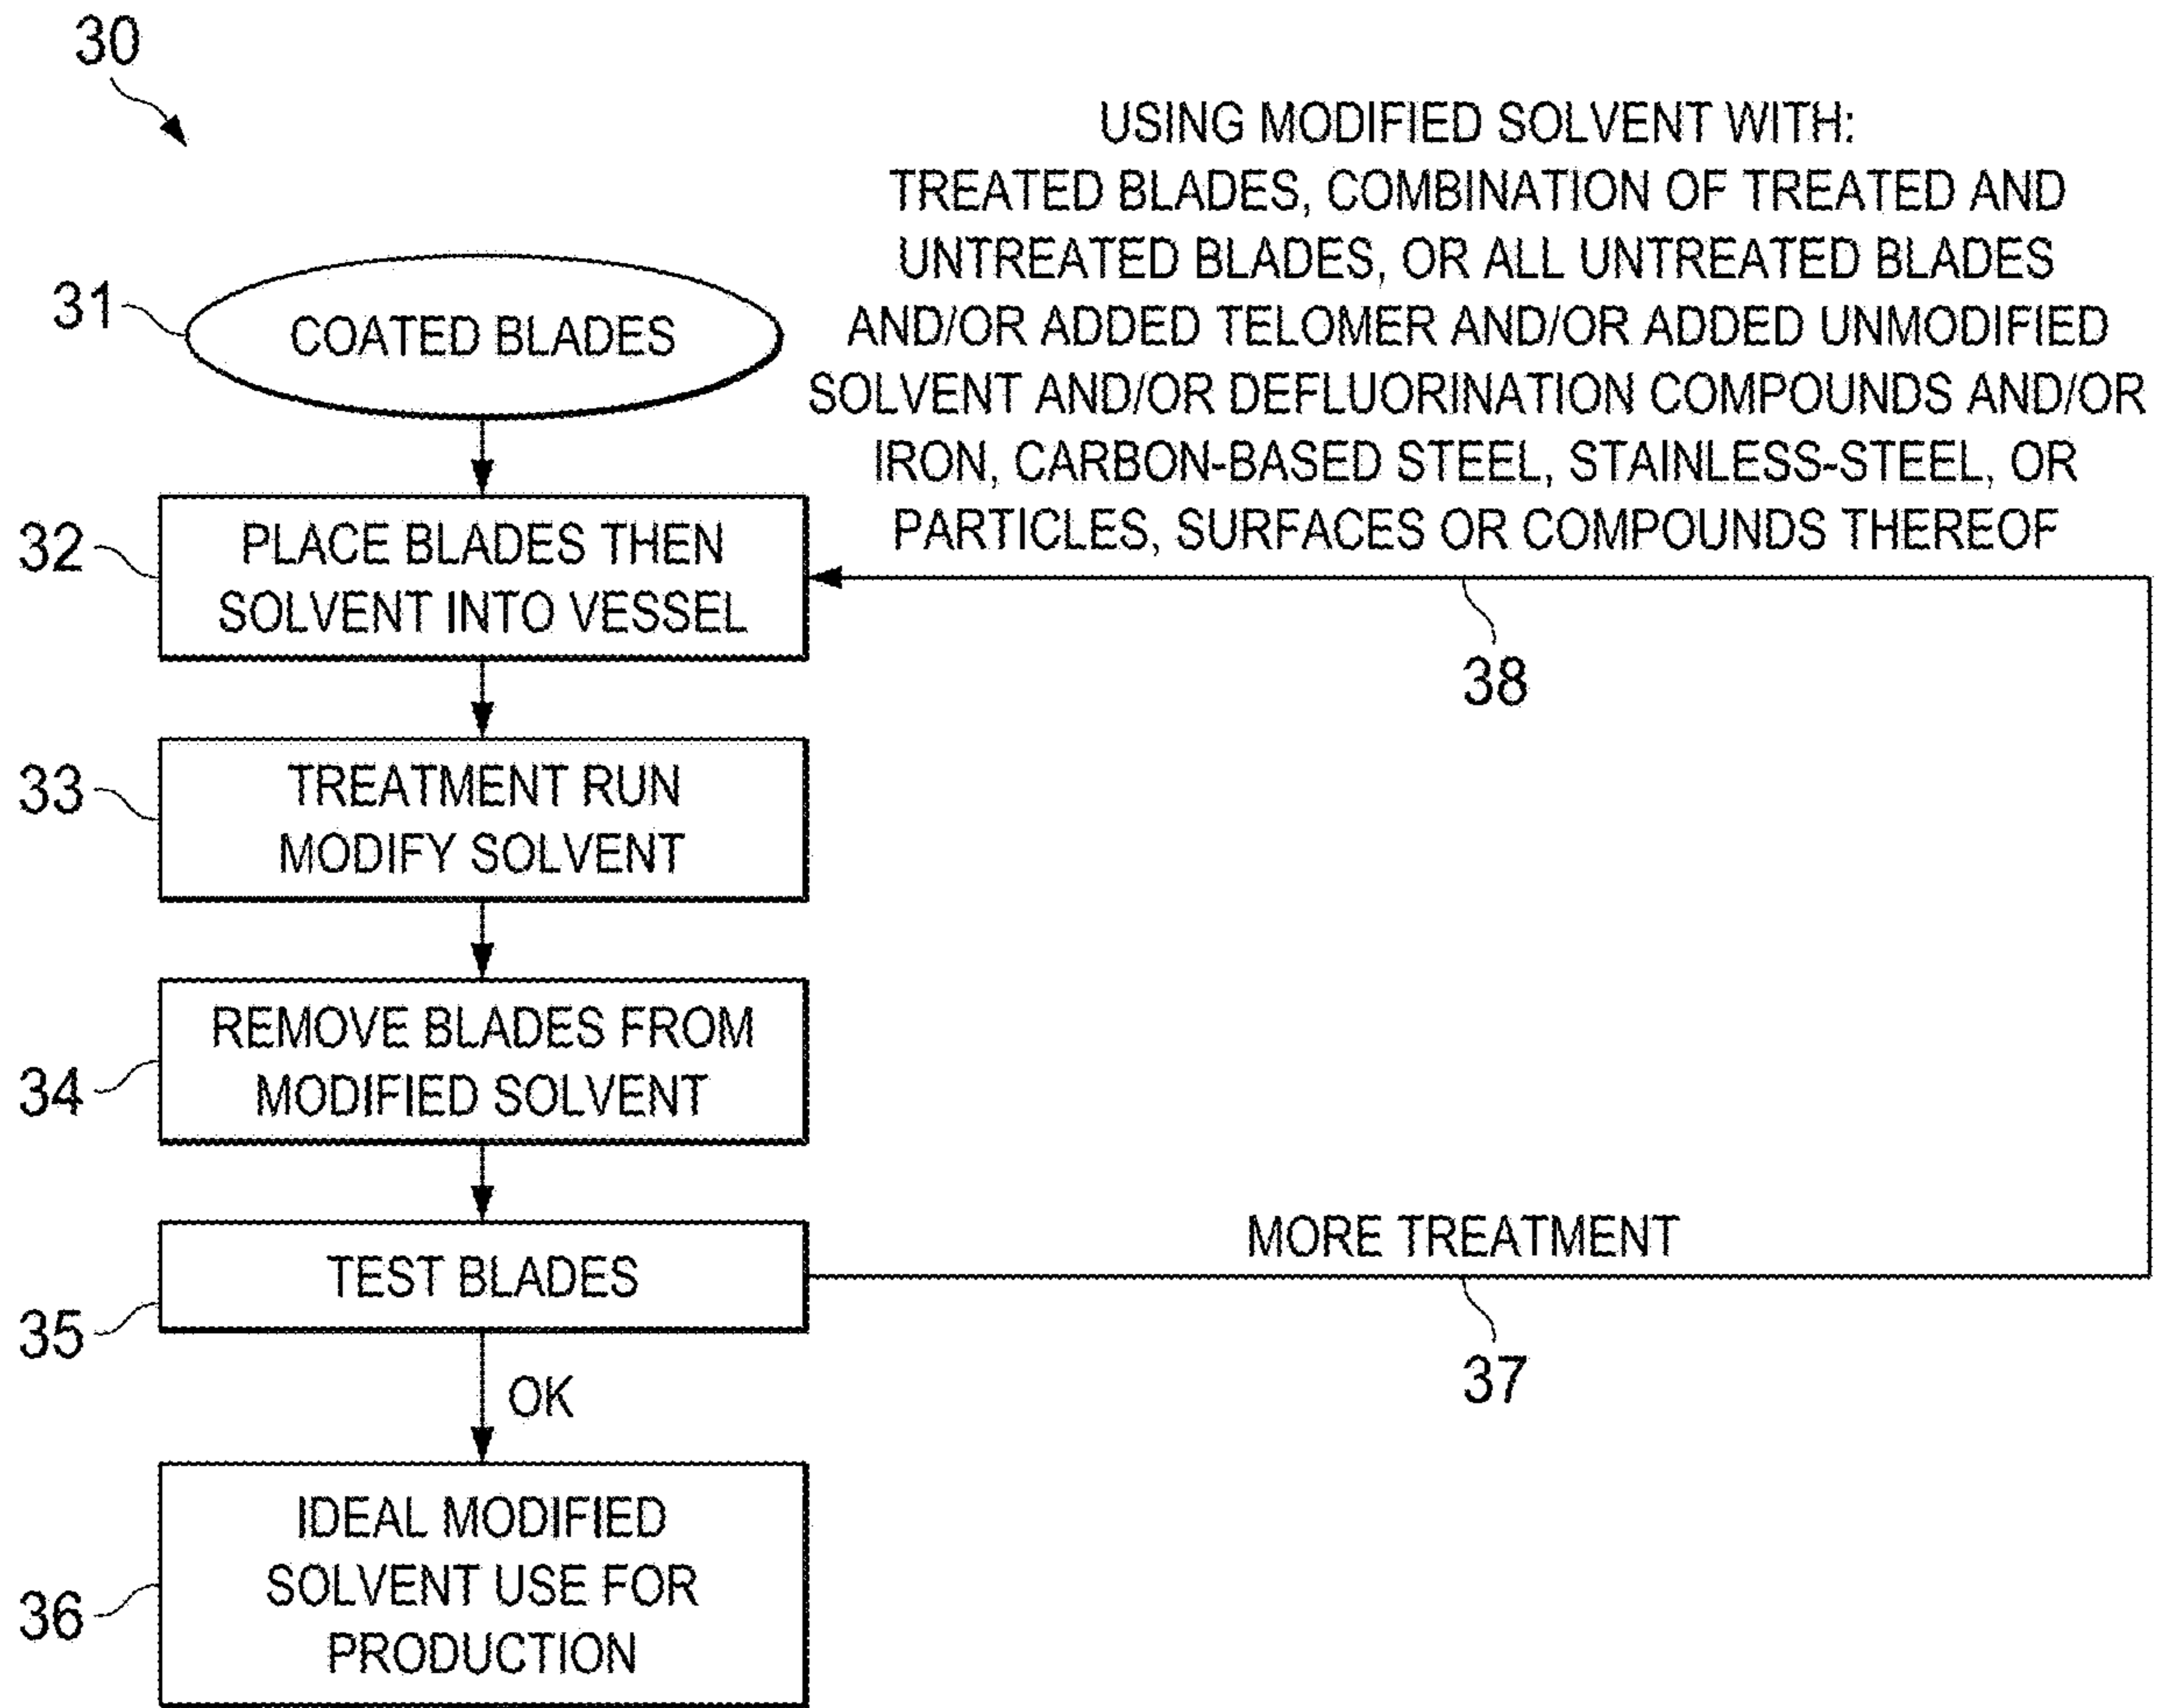 30
USING MODIFIED SOLVENT WITH:
TREATED BLADES, COMBINATION OF TREATED AND
UNTREATED BLADES, OR ALL UNTREATED BLADES
AND/OR ADDED TELOMER AND/OR ADDED UNMODIFIED
SOLVENT AND/OR DEFLUORINATION COMPOUNDS AND/OR
IRON, CARBON-BASED STEEL, STAINLESS-STEEL, OR
PARTICLES, SURFACES OR COMPOUNDS THEREOF
31
COATED BLADES
32
PLACE BLADES THEN
SOLVENT INTO VESSEL
38
33
TREATMENT RUN
MODIFY SOLVENT
34
REMOVE BLADES FROM
MODIFIED SOLVENT
35
TEST BLADES
MORE TREATMENT
37
OK
36
IDEAL MODIFIED
SOLVENT USE FOR
PRODUCTION